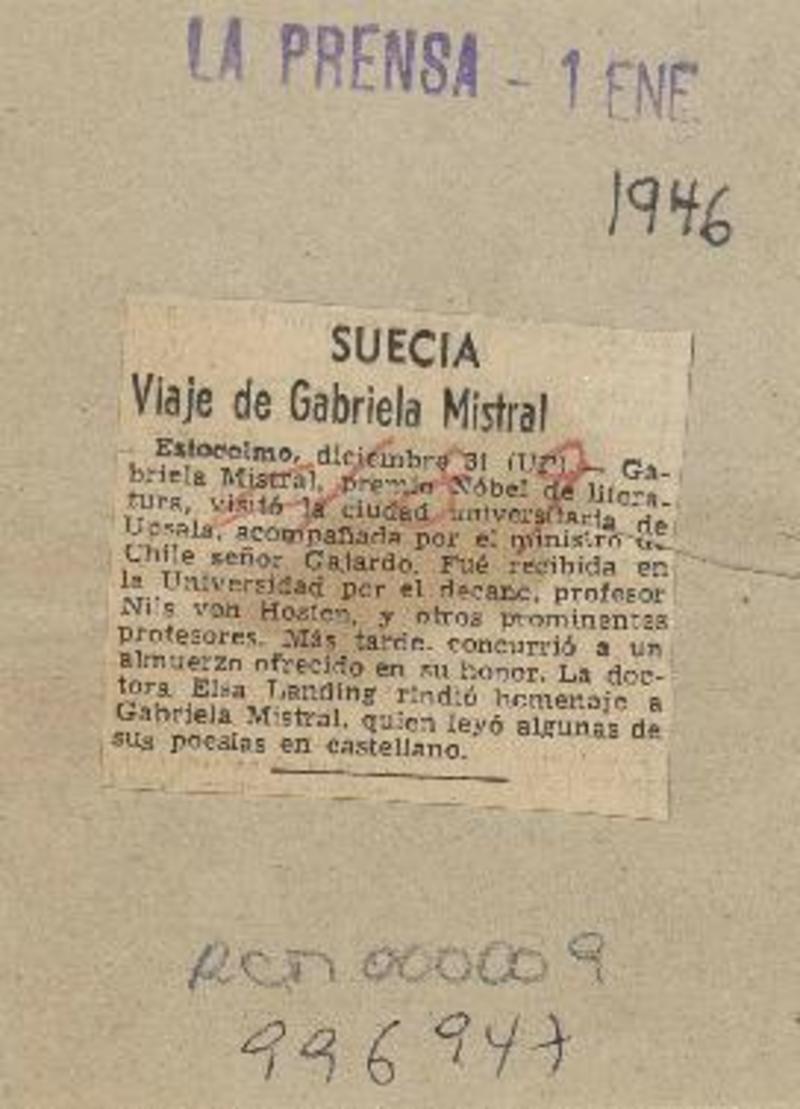 LA PRENSA - 1 ENE
1946
SUECIA
Viaje de Gabriela Mistral
Estocolmo, diciembre 31 (UP). — Ga-
briela Mistral, premio Nóbel de litera-
tura, visitó la ciudad universitaria de
Upsala, acompañada por el ministro de
Chile señor Gajardo. Fué recibida en
la Universidad por el decano, profesor
Nils von Hosten, y otros prominentes
profesores. Más tarde, concurrió a un
almuerzo ofrecido en su honor. La doc-
tora Elsa Landing rindió homenaje a
Gabriela Mistral, quien leyó algunas de
sus poesías en castellano.
000000 9
996947